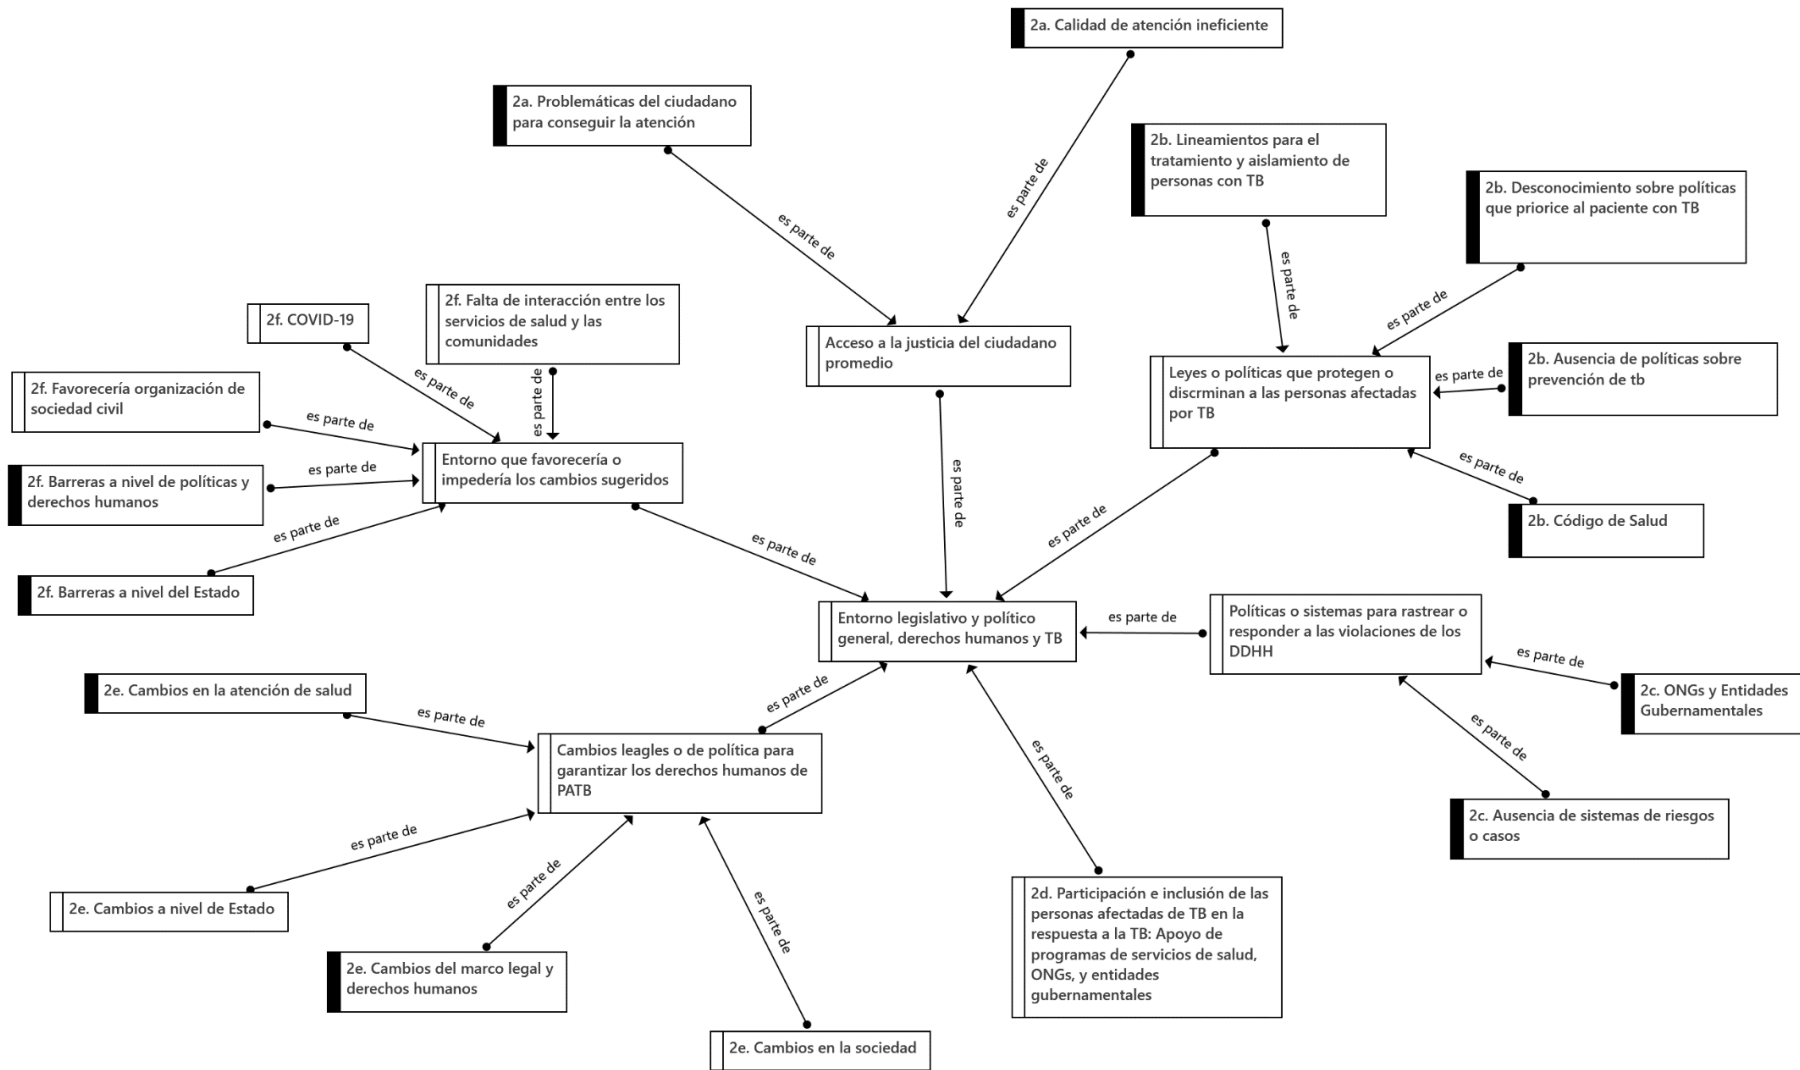 2a. Calidad de atención ineficiente
2a. Problemáticas del ciudadano
para conseguir la atención
2b. Lineamientos para el
tratamiento y aislamiento de
personas con TB
2b. Desconocimiento sobre políticas
que priorice al paciente con TB
es parte de
es parte de
es parte de
es parte de
2f. COVID-19
2f. Falta de interacción entre los
servicios de salud y las
comunidades
Acceso a la justicia del ciudadano
promedio
Leyes o políticas que protegen o
discrminan a las personas afectadas
por TB
es parte de
2b. Ausencia de políticas sobre
prevención de tb
2f. Favorecería organización de
sociedad civil
es parte de
es parte de
es parte de
Entorno que favorecería o
impedería los cambios sugeridos
2f. Barreras a nivel de políticas y
derechos humanos
es parte de
es parte de
es parte de
2b. Código de Salud
es parte de
es parte de
es parte de
2f. Barreras a nivel del Estado
Entorno legislativo y político
general, derechos humanos y TB
es parte de
Políticas o sistemas para rastrear o
responder a las violaciones de los
DDHH
es parte de
2c. ONGs y Entidades
Gubernamentales
2e. Cambios en la atención de salud
es parte de
es parte de
es parte de
es parte de
Cambios leagles o de política para
garantizar los derechos humanos de
PATB
2c. Ausencia de sistemas de riesgos
o casos
es parte de
es parte de
es parte de
2e. Cambios a nivel de Estado
2d. Participación e inclusión de las
personas afectadas de TB en la
respuesta a la TB: Apoyo de
programas de servicios de salud,
ONGs, y entidades
gubernamentales
2e. Cambios del marco legal y
derechos humanos
2e. Cambios en la sociedad